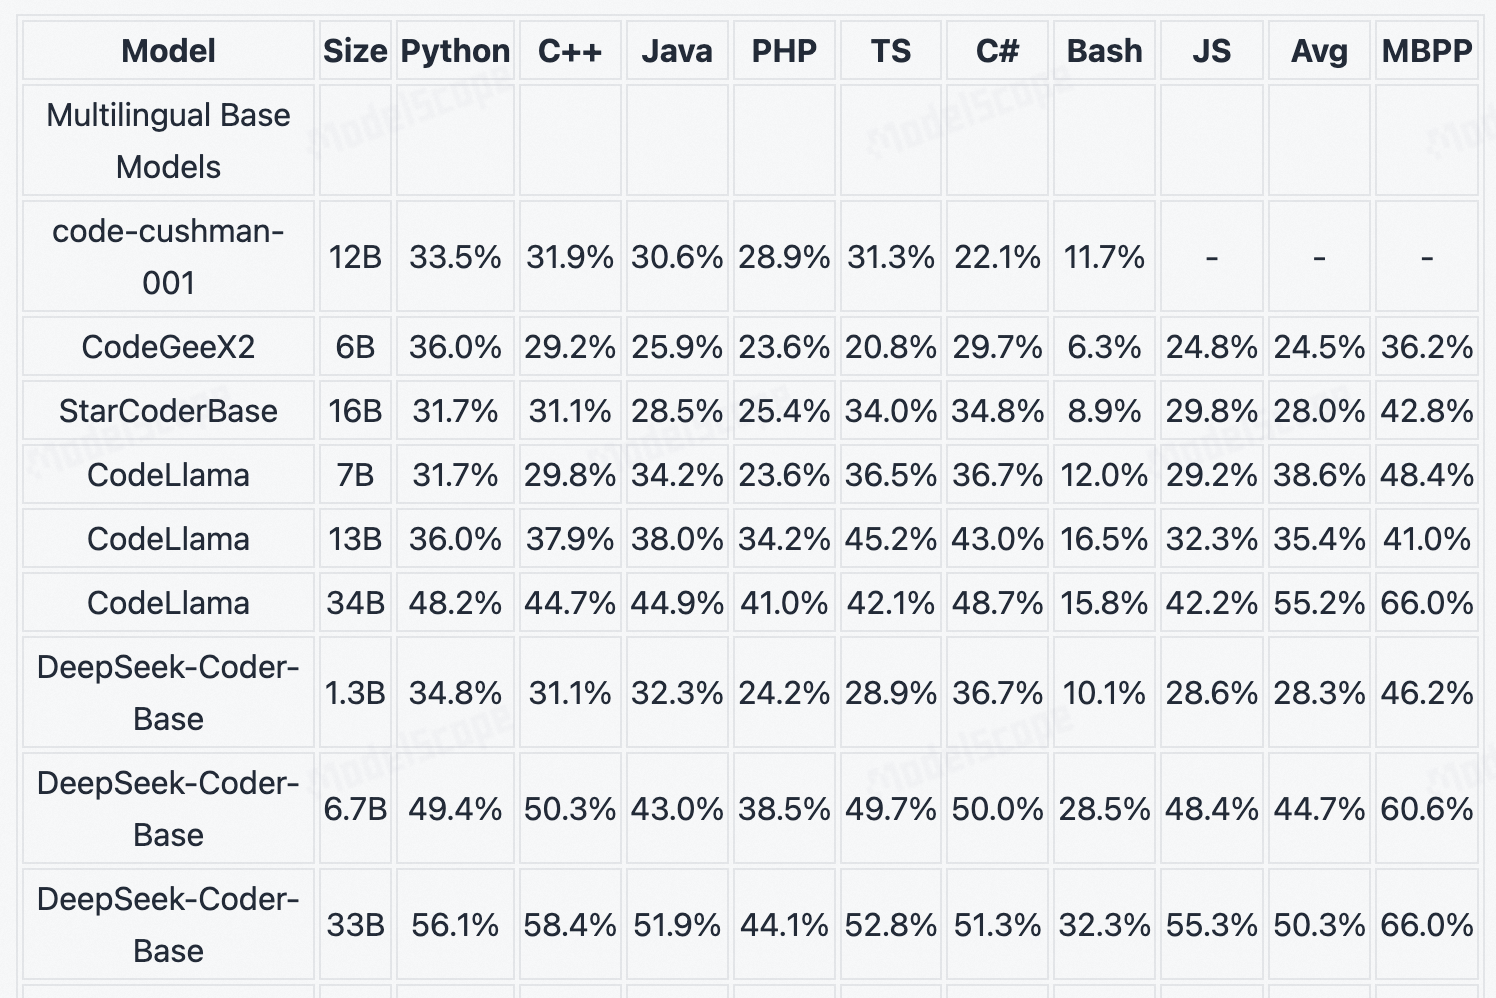 Model Size Python C++ Java PHP TS C# Bash JS Avg MBPP
Multilingual Base
Models
code-cushman-
001 12B 33.5% 31.9% 30.6% 28.9% 31.3% 22.1% 11.7% - - -
CodeGeeX2 6B 36.0% 29.2% 25.9% 23.6% 20.8% 29.7% 6.3% 24.8% 24.5% 36.2%
StarCoderBase 16B 31.7% 31.1% 28.5% 25.4% 34.0% 34.8% 8.9% 29.8% 28.0% 42.8%
CodeLlama 7B 31.7% 29.8% 34.2% 23.6% 36.5% 36.7% 12.0% 29.2% 38.6% 48.4%
CodeLlama 13B 36.0% 37.9% 38.0% 34.2% 45.2% 43.0% 16.5% 32.3% 35.4% 41.0%
CodeLlama 34B 48.2% 44.7% 44.9% 41.0% 42.1% 48.7% 15.8% 42.2% 55.2% 66.0%
DeepSeek-Coder-
Base 1.3B 34.8% 31.1% 32.3% 24.2% 28.9% 36.7% 10.1% 28.6% 28.3% 46.2%
DeepSeek-Coder-
Base 6.7B 49.4% 50.3% 43.0% 38.5% 49.7% 50.0% 28.5% 48.4% 44.7% 60.6%
DeepSeek-Coder-
Base 33B 56.1% 58.4% 51.9% 44.1% 52.8% 51.3% 32.3% 55.3% 50.3% 66.0%
ModelScope
ModelScope
ModelScope
ModelScope
ModelScope
ModelScope
ModelScope